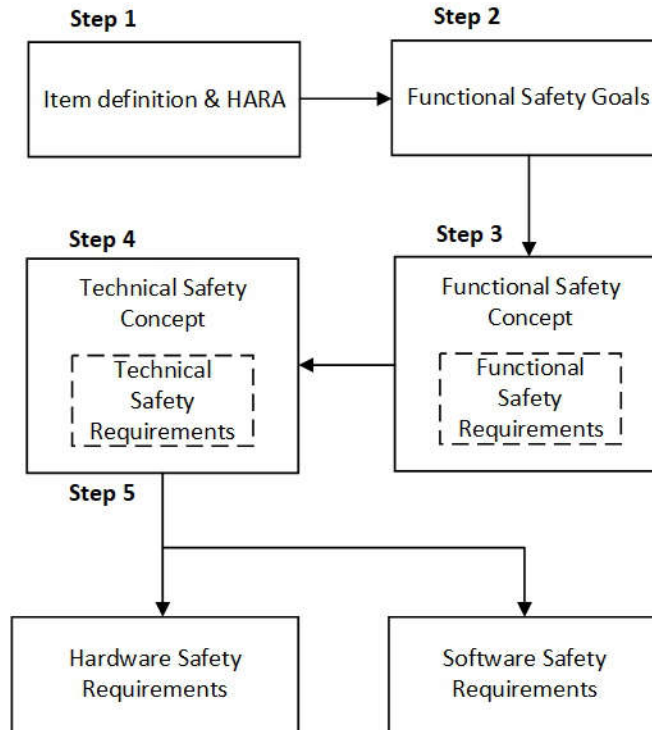 Step 1
Item definition & HARA
Step 2
Functional Safety Goals
Step 3
Functional Safety
Concept
Functional
Safety
Requirements
Step 4
Technical Safety
Concept
Technical
Safety
Requirements
Step 5
Hardware Safety
Requirements
Software Safety
Requirements